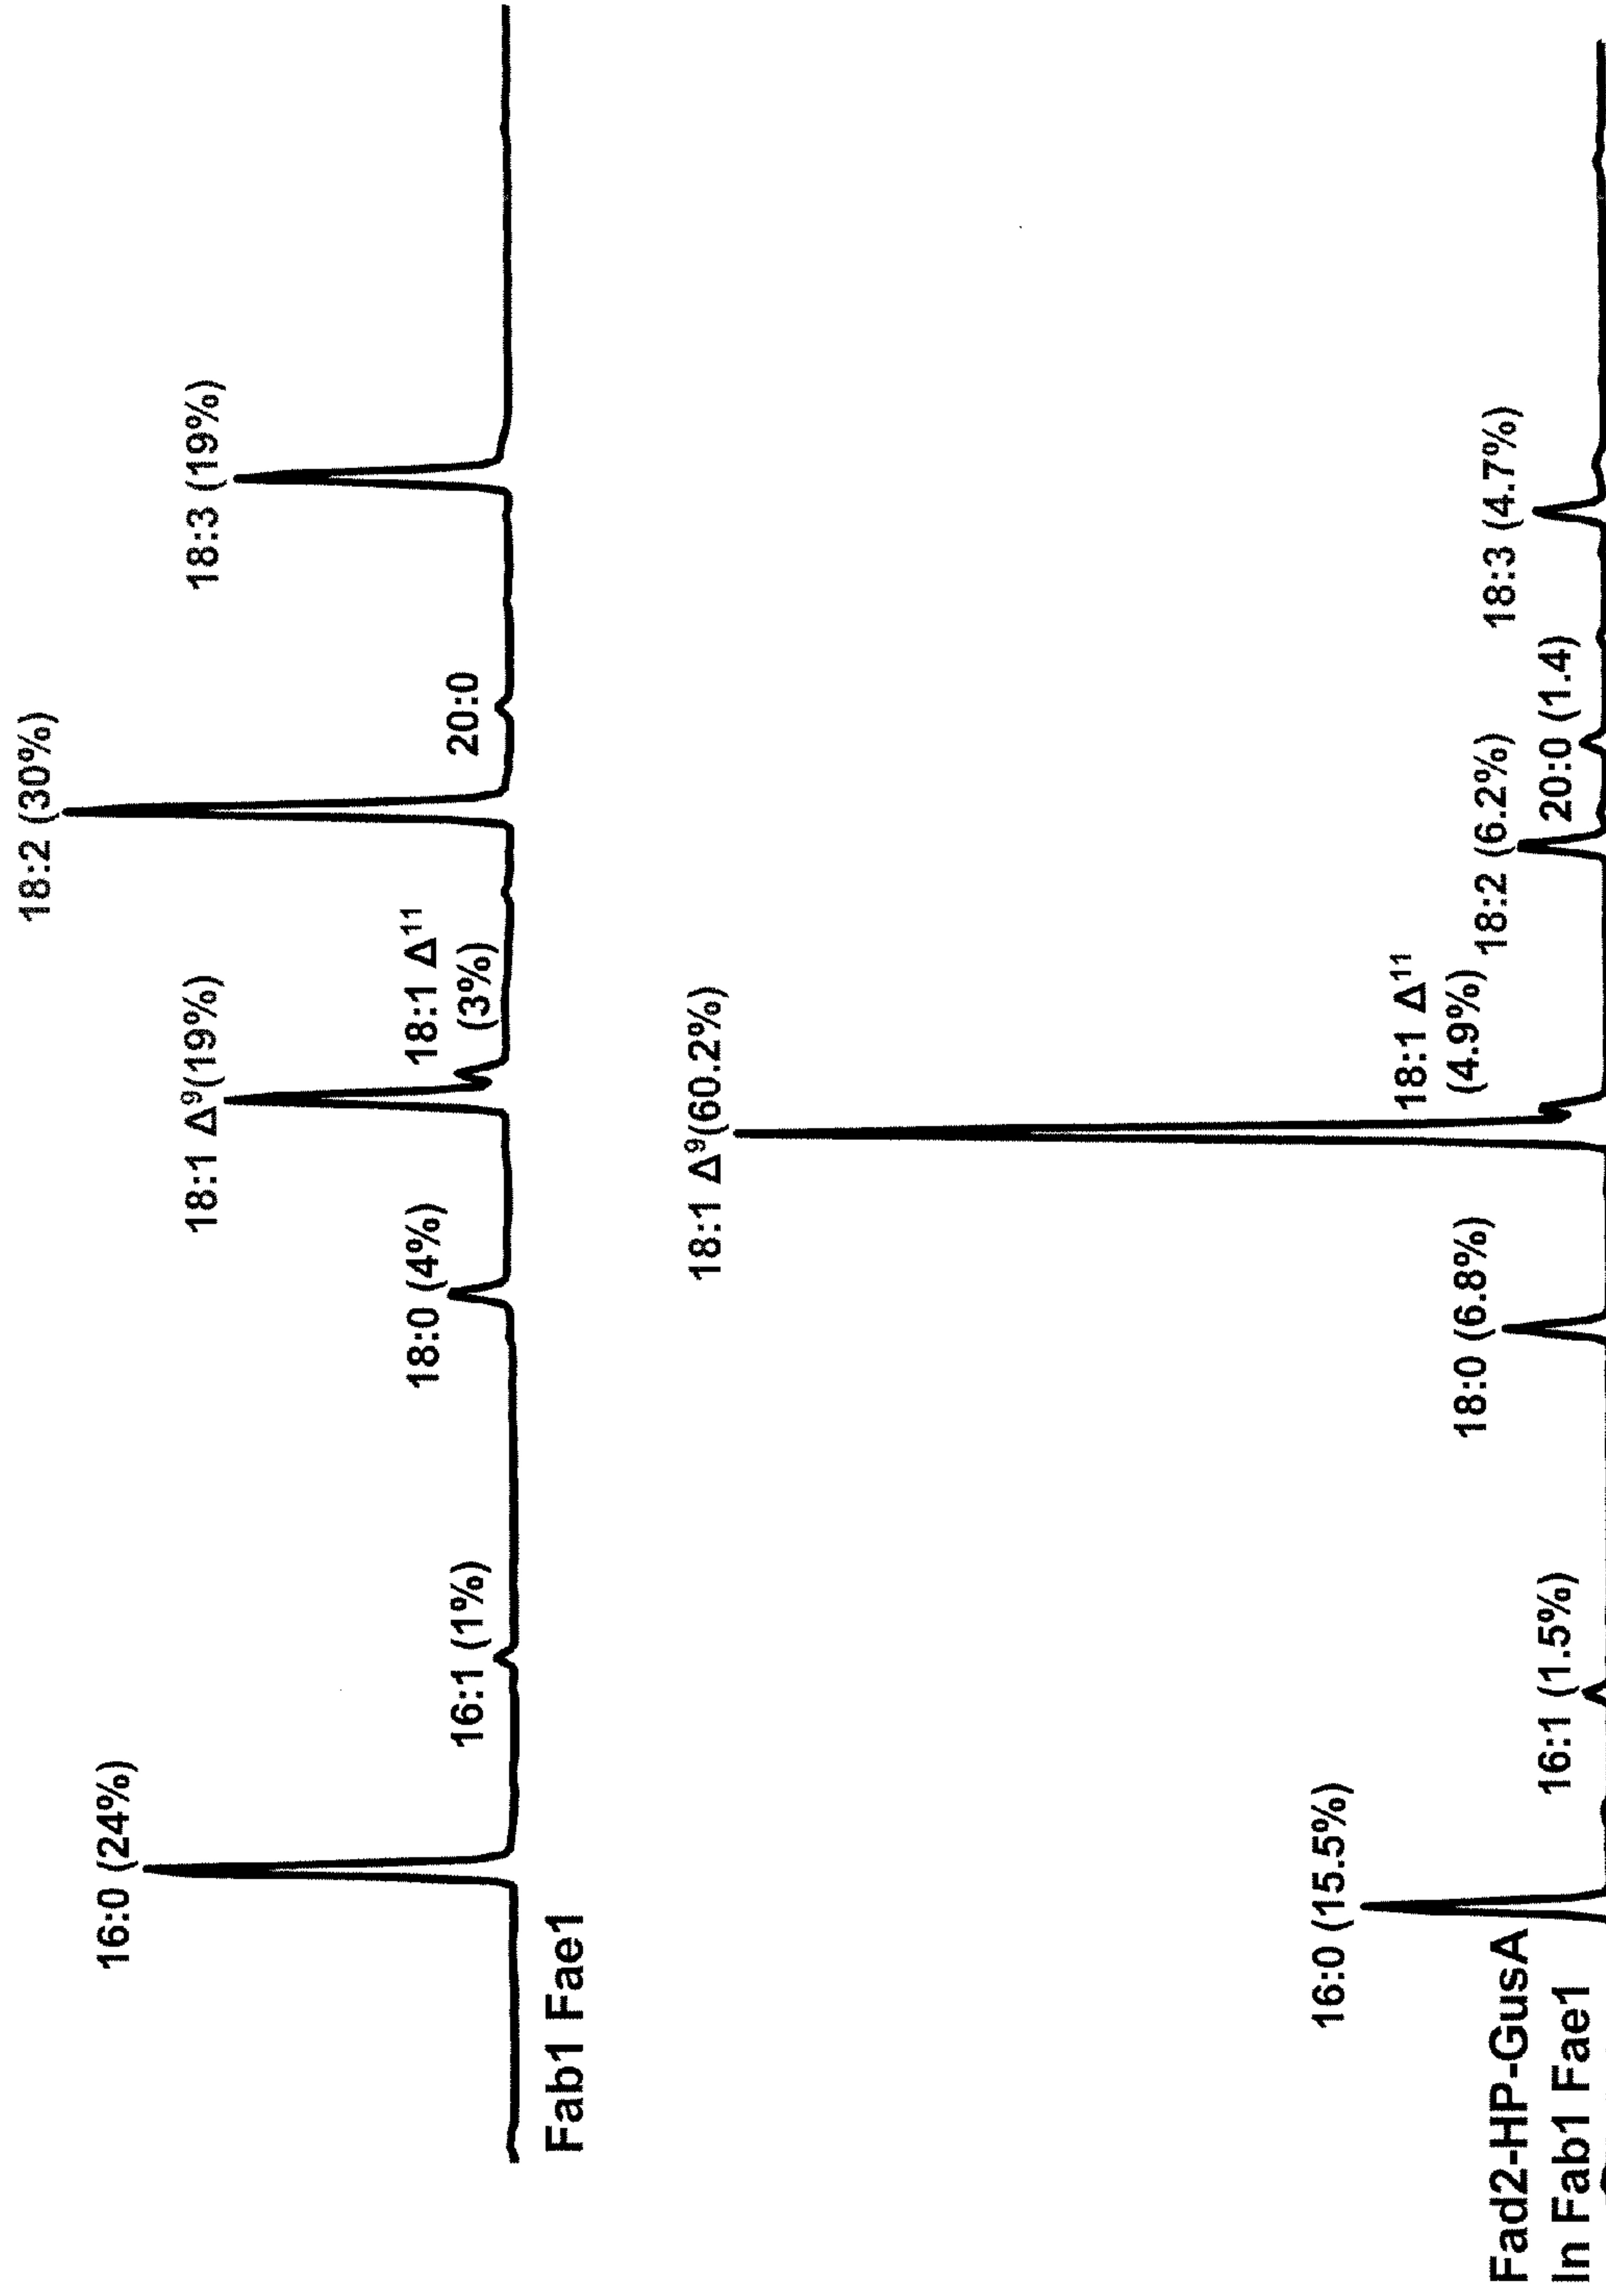 16:0 (24%)
16:1 (1%)
18:0 (4%)
18:1 Δ⁹(19%)
18:1 Δ¹¹
(3%)
18:2 (30%)
20:0
18:3 (19%)
Fab1 Fae1
16:0 (15.5%)
16:1 (1.5%)
18:0 (6.8%)
18:1 Δ⁹(60.2%)
18:1 Δ¹¹
(4.9%)
18:2 (6.2%)
20:0 (1.4)
18:3 (4.7%)
Fad2-HP-GusA
In Fab1 Fae1